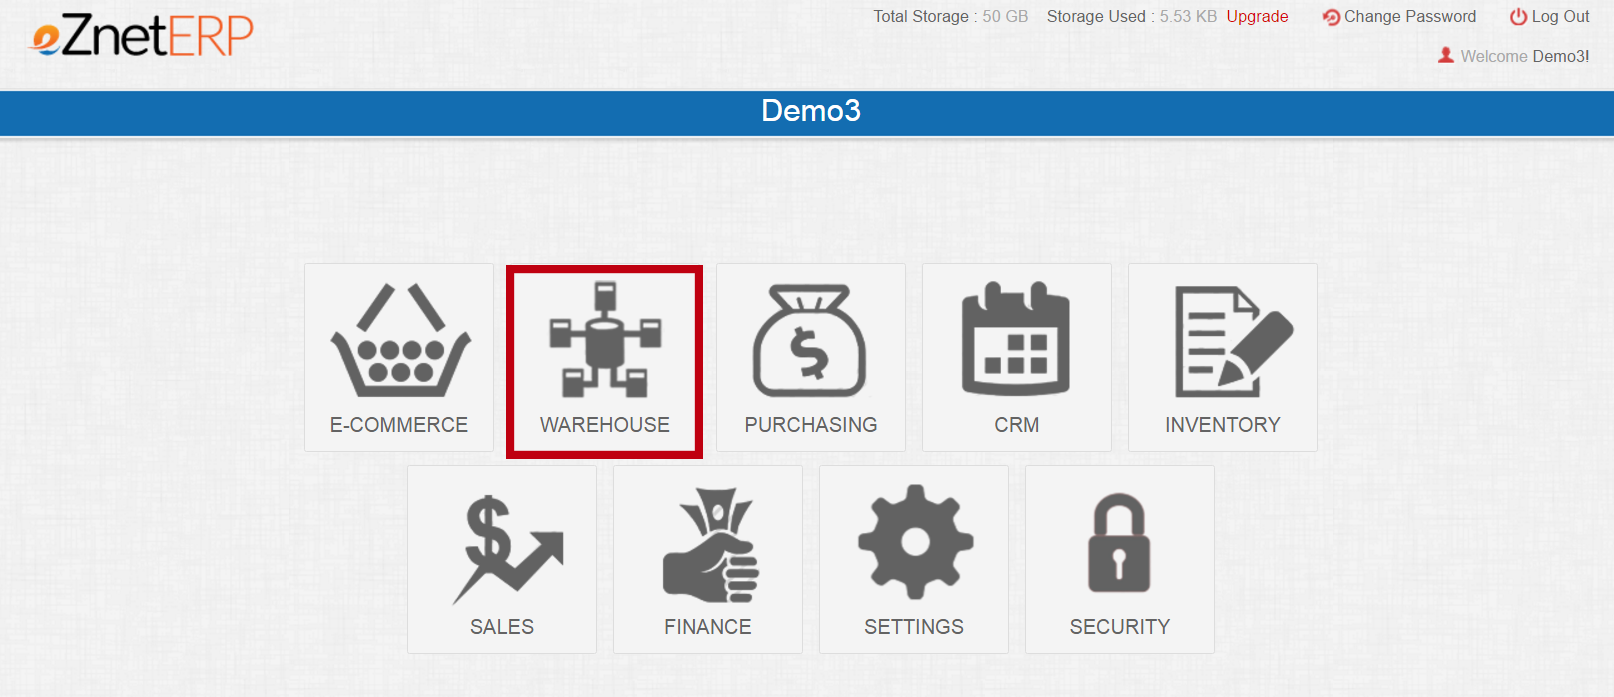 eZnetERP
Total Storage : 50 GB Storage Used : 5.53 KB Upgrade Change Password Log Out
Welcome Demo3!
Demo3
E-COMMERCE WAREHOUSE PURCHASING CRM INVENTORY
SALES FINANCE SETTINGS SECURITY